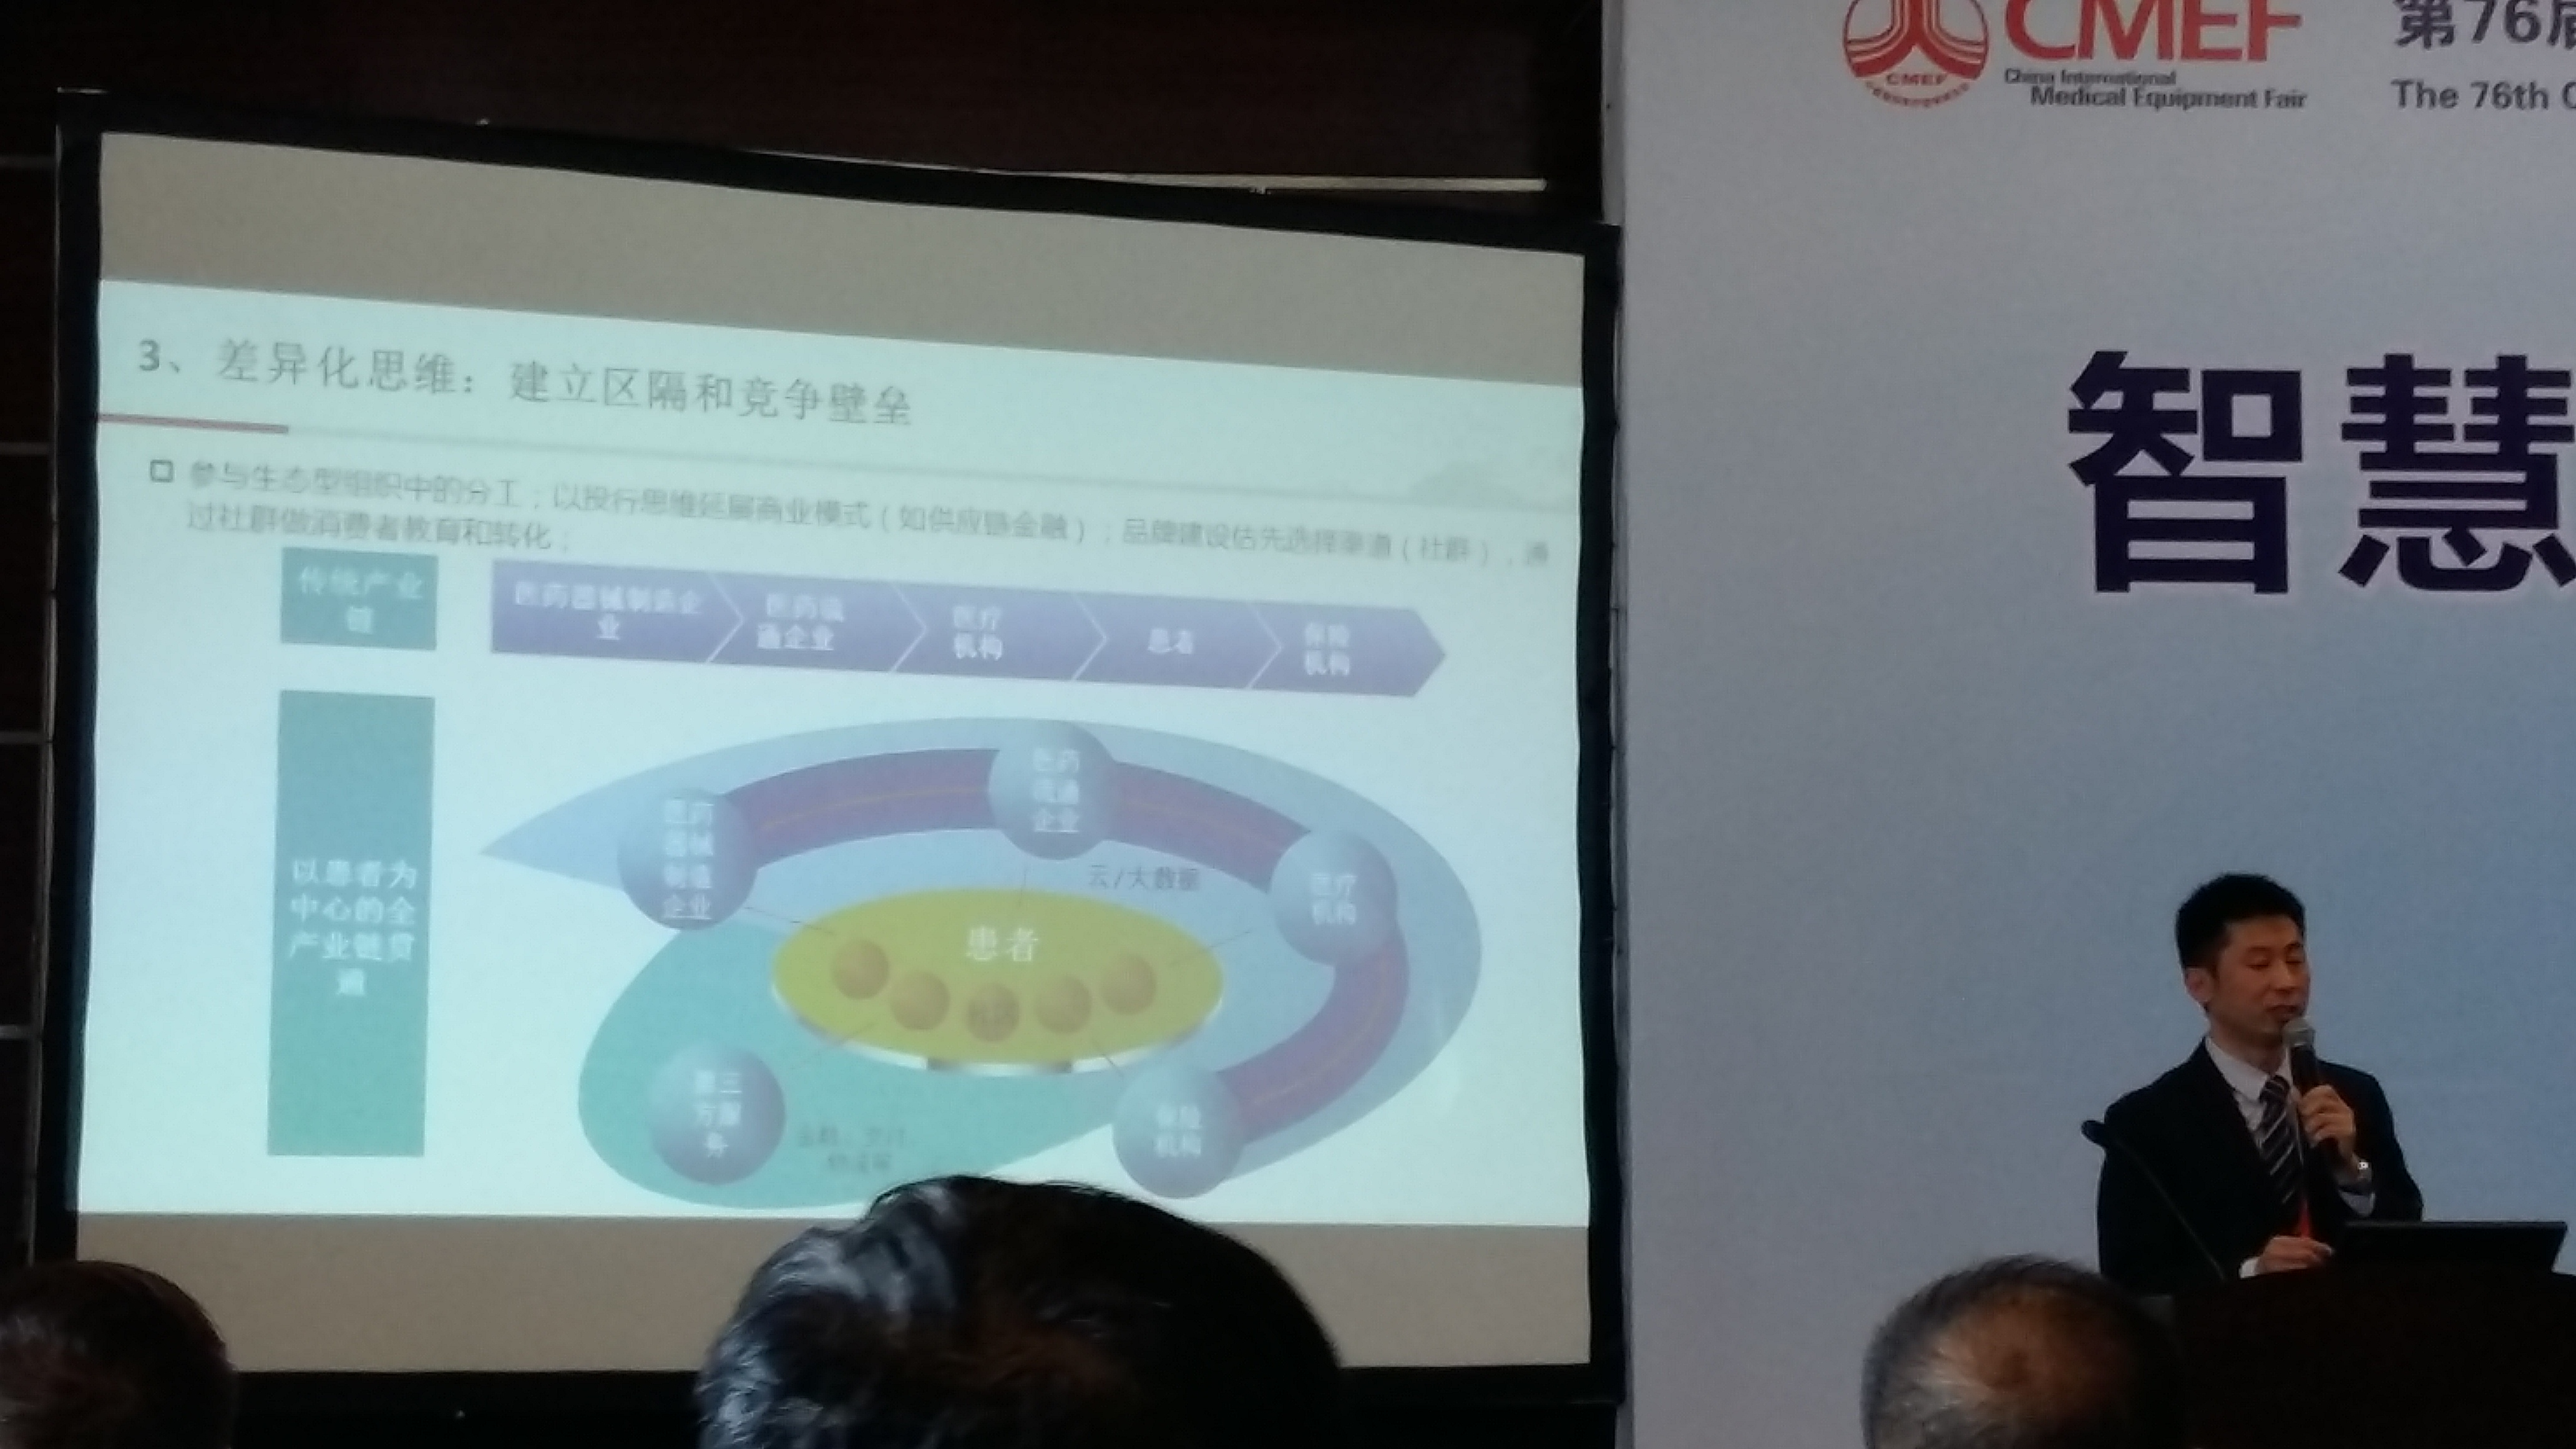 CMEF
CMEF
China International
Medical Equipment Fair
第76届
The 76th C
智慧
3、差异化思维：建立区隔和竞争壁垒
参与生态型组织中的分工；以投行思维延展商业模式（如供应链金融）；品牌建设估先选择渠道（社群），通
过社群做消费者教育和转化；
传统产业
链
医药器械制造企
业
医药流
通企业
医疗
机构
患者
保险
机构
以患者为
中心的全
产业链贯
通
医药
器械
制造
企业
医药
流通
企业
医疗
机构
云/大数据
患者
第三
方服
务
保险
机构